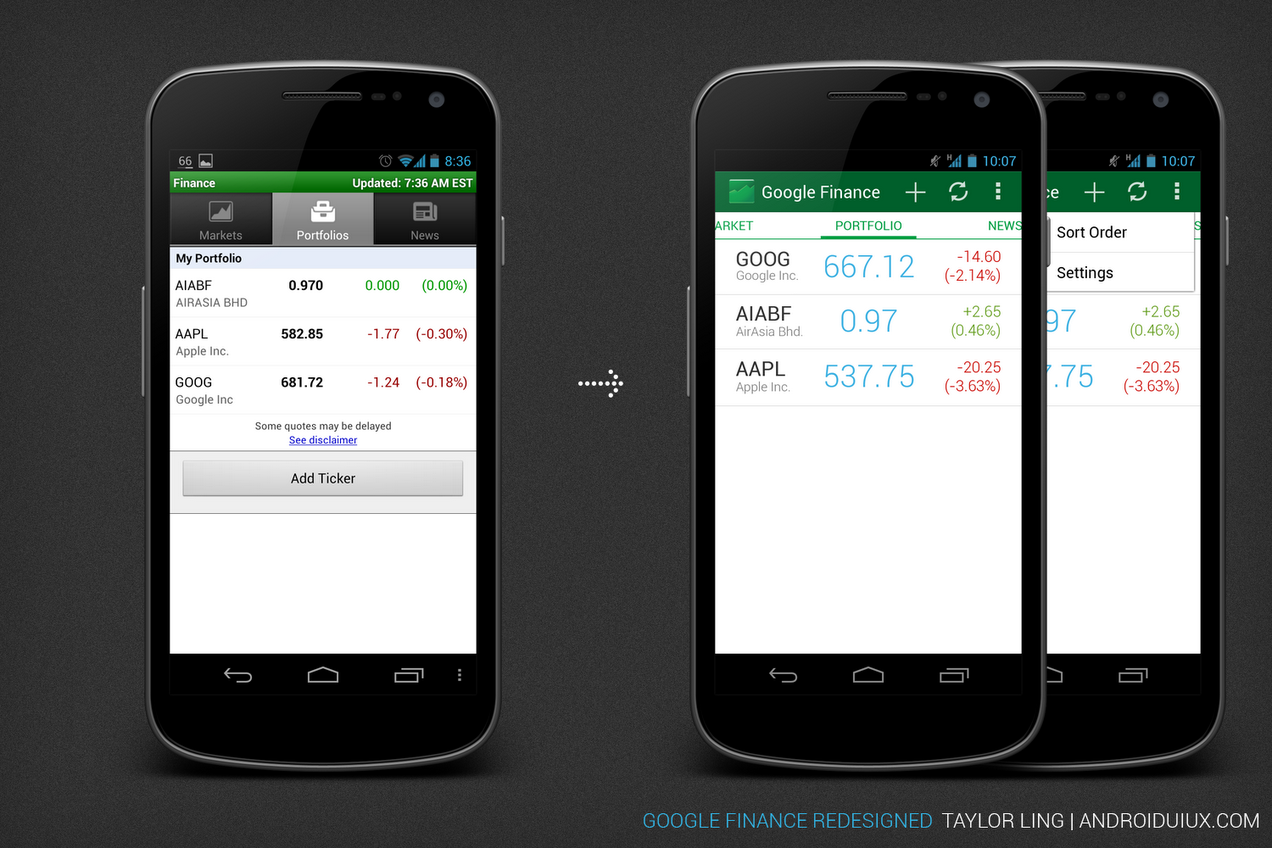 66 8:36
Finance Updated: 7:36 AM EST
Markets Portfolios News
My Portfolio
AIABF 0.970 0.000 (0.00%)
AIRASIA BHD
AAPL 582.85 -1.77 (-0.30%)
Apple Inc.
GOOG 681.72 -1.24 (-0.18%)
Google Inc
Some quotes may be delayed
See disclaimer
Add Ticker
H 10:07
Google Finance
ARKET PORTFOLIO NEWS
GOOG 667.12 -14.60
Google Inc. (-2.14%)
AIABF 0.97 +2.65
AirAsia Bhd. (0.46%)
AAPL 537.75 -20.25
Apple Inc. (-3.63%)
H 10:07
ce
Sort Order
S
Settings
97 +2.65
(0.46%)
7.75 -20.25
(-3.63%)
GOOGLE FINANCE REDESIGNED TAYLOR LING | ANDROIDUIUX.COM